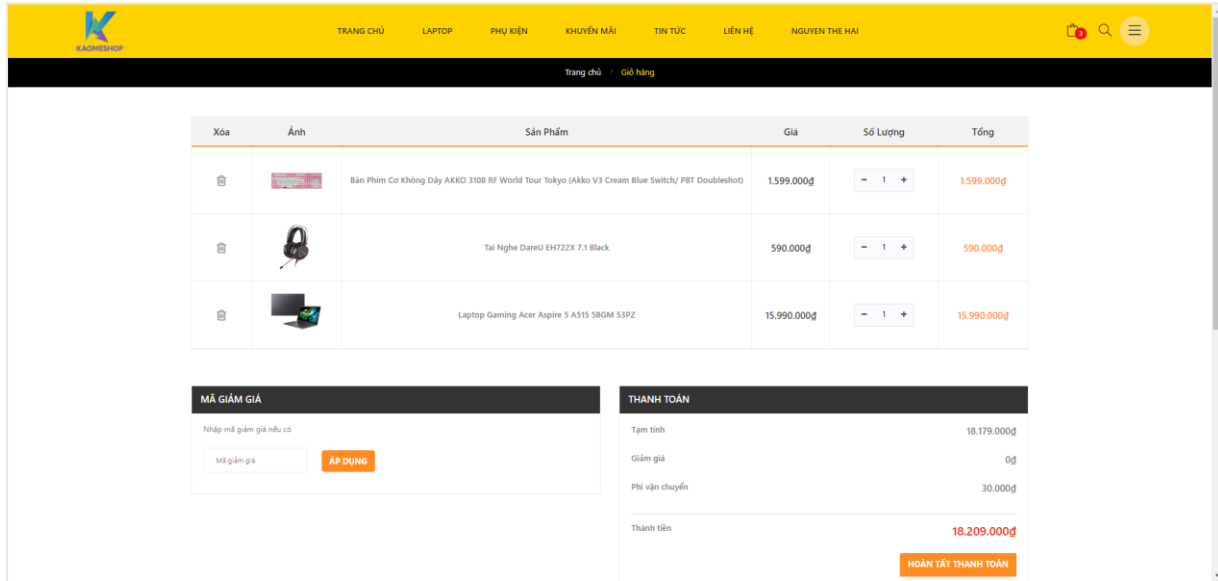 KAOMESHOP
TRANG CHỦ LAPTOP PHỤ KIỆN KHUYẾN MÃI TIN TỨC LIÊN HỆ NGUYEN THE HAI
3
Trang chủ > Giỏ hàng
Xóa Ảnh Sản Phẩm Giá Số Lượng Tổng
Bàn Phím Cơ Không Dây AKKO 3108 RF World Tour Tokyo (Akko V3 Cream Blue Switch/ PBT Doubleshot) 1.599.000₫ - 1 + 1.599.000₫
Tai Nghe DareU EH722X 7.1 Black 590.000₫ - 1 + 590.000₫
Laptop Gaming Acer Aspire 5 A515 58GM 53PZ 15.990.000₫ - 1 + 15.990.000₫
MÃ GIẢM GIÁ
Nhập mã giảm giá nếu có
Mã giảm giá ÁP DỤNG
THANH TOÁN
Tạm tính 18.179.000₫
Giảm giá 0₫
Phí vận chuyển 30.000₫
Thành tiền 18.209.000₫
HOÀN TẤT THANH TOÁN